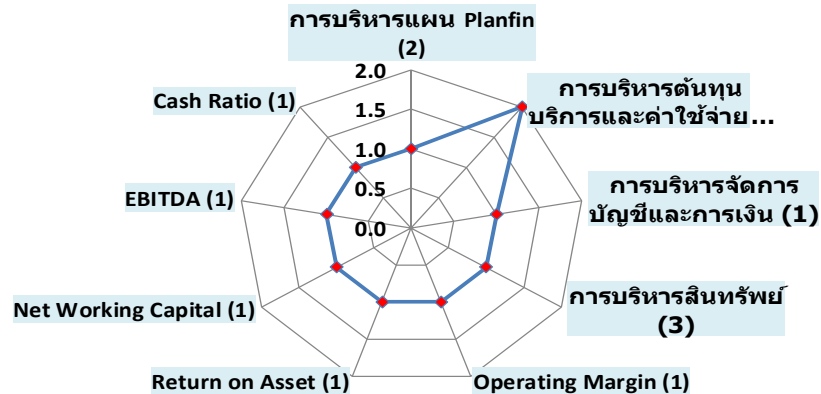 การบริหารแผน Planfin
(2)
2.0
1.5
1.0
0.5
0.0
การบริหารต้นทุน
บริการและค่าใช้จ่าย...
การบริหารจัดการ
บัญชีและการเงิน (1)
การบริหารสินทรัพย์
(3)
Operating Margin (1)
Return on Asset (1)
Net Working Capital (1)
EBITDA (1)
Cash Ratio (1)